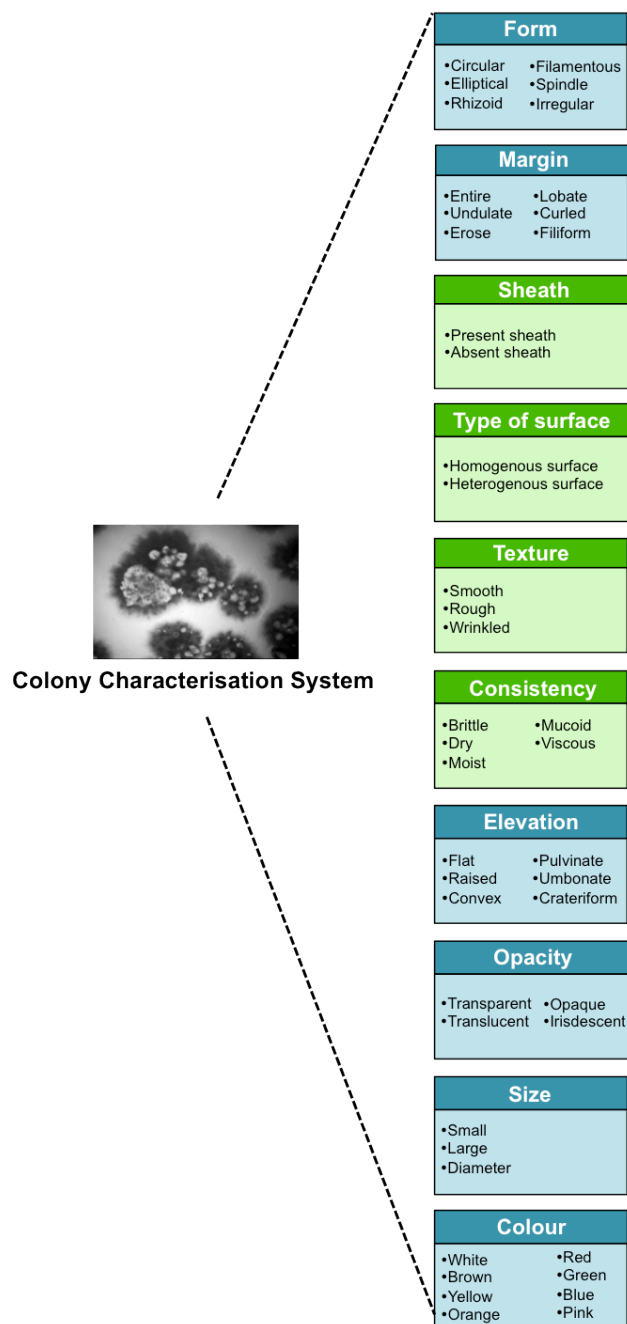 Form
•Circular •Filamentous
•Elliptical •Spindle
•Rhizoid •Irregular
Margin
•Entire •Lobate
•Undulate •Curled
•Erose •Filiform
Sheath
•Present sheath
•Absent sheath
Type of surface
•Homogenous surface
•Heterogenous surface
Texture
•Smooth
•Rough
•Wrinkled
Colony Characterisation System
Consistency
•Brittle •Mucoid
•Dry •Viscous
•Moist
Elevation
•Flat •Pulvinate
•Raised •Umbonate
•Convex •Crateriform
Opacity
•Transparent •Opaque
•Translucent •Irisdescent
Size
•Small
•Large
•Diameter
Colour
•White •Red
•Brown •Green
•Yellow •Blue
•Orange •Pink